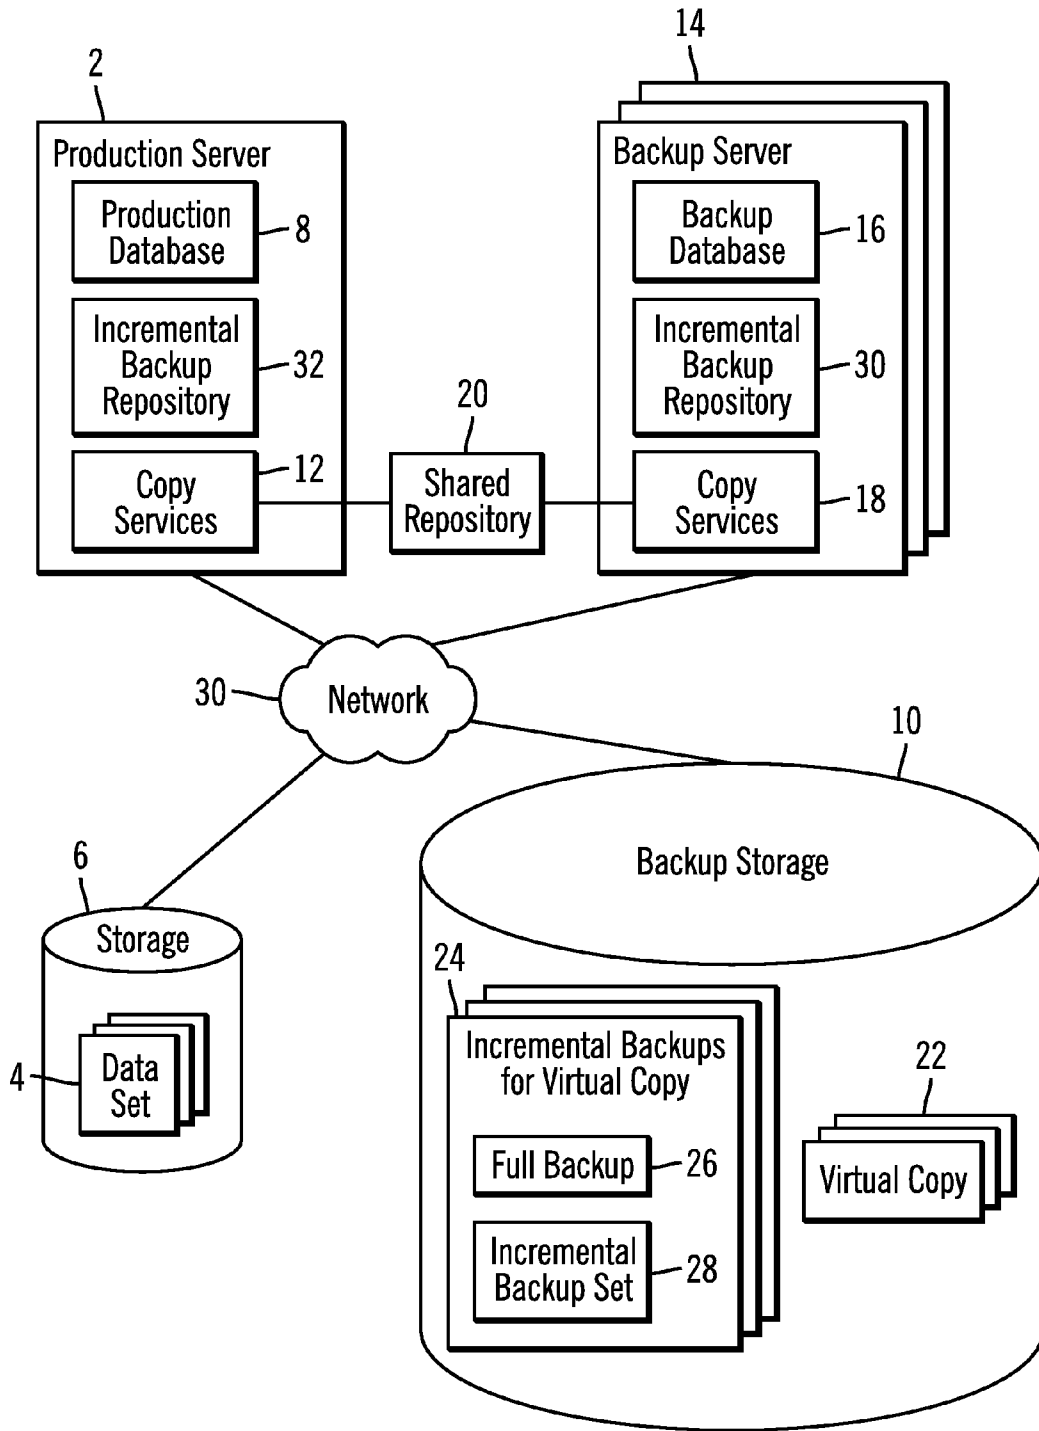 2
14
Production Server
Production
Database
8
Incremental
Backup
Repository
32
12
Copy
Services
20
Shared
Repository
Backup Server
Backup
Database
16
Incremental
Backup
Repository
30
Copy
Services
18
30
Network
10
Backup Storage
6
Storage
4
Data
Set
24
Incremental Backups
for Virtual Copy
Full Backup
26
Incremental
Backup Set
28
22
Virtual Copy